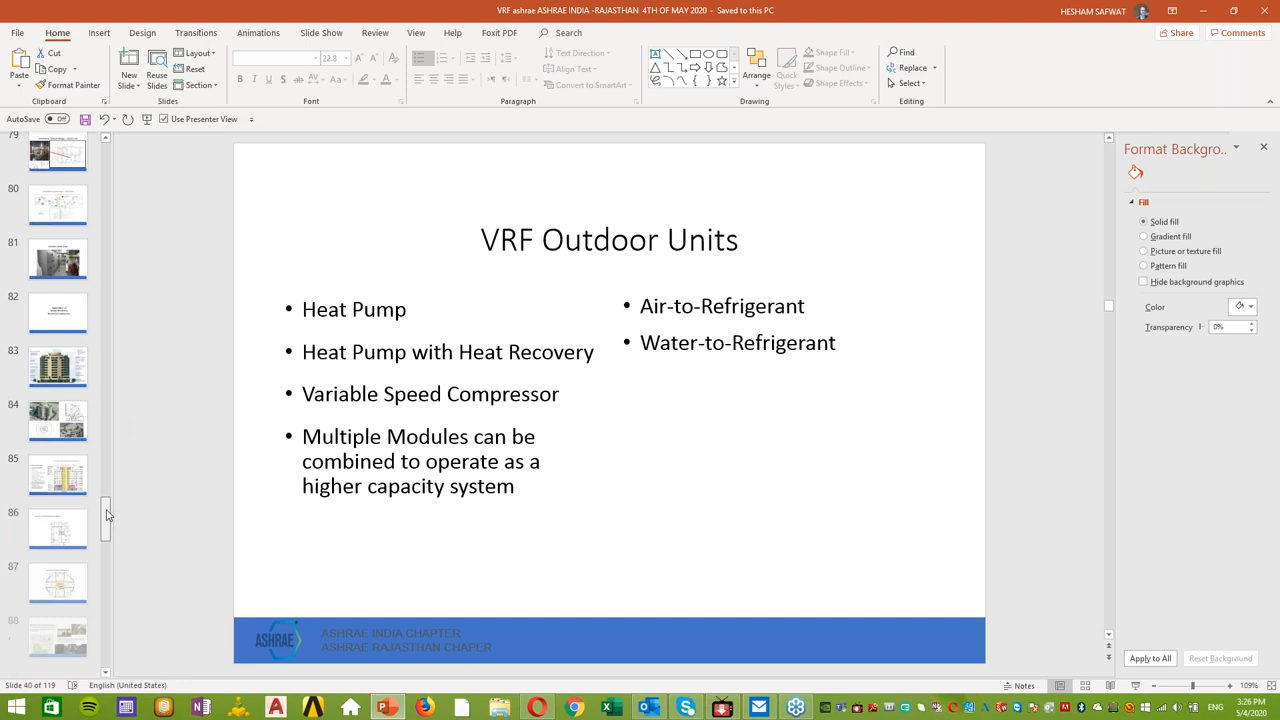 VRF ashrae ASHRAE INDIA -RAJASTHAN 4TH OF MAY 2020 - Saved to this PC
HESHAM SAFWAT
File Home Insert Design Transitions Animations Slide Show Review View Help Foxit PDF Search
Share Comments
Paste
Cut
Copy
Format Painter
New Slide
Reuse Slides
Layout
Reset
Section
22.8
Text Direction
Align Text
Convert to SmartArt
Arrange
Quick Styles
Shape Fill
Shape Outline
Shape Effects
Find
Replace
Select
Clipboard Slides Font Paragraph Drawing Editing
AutoSave Off Use Presenter View
79
80
81
82
83
84
85
86
87
88
VRF Outdoor Units
• Heat Pump
• Heat Pump with Heat Recovery
• Variable Speed Compressor
• Multiple Modules can be
combined to operate as a
higher capacity system
• Air-to-Refrigerant
• Water-to-Refrigerant
ASHRAE
ASHRAE INDIA CHAPTER
ASHRAE RAJASTHAN CHAPER
Format Backgro..
Fill
Solid fill
Gradient fill
Picture or texture fill
Pattern fill
Hide background graphics
Color
Transparency 0%
Apply to All Reset Background
Slide 40 of 119 English (United States) Notes 109%
ENG
3:26 PM
5/4/2020